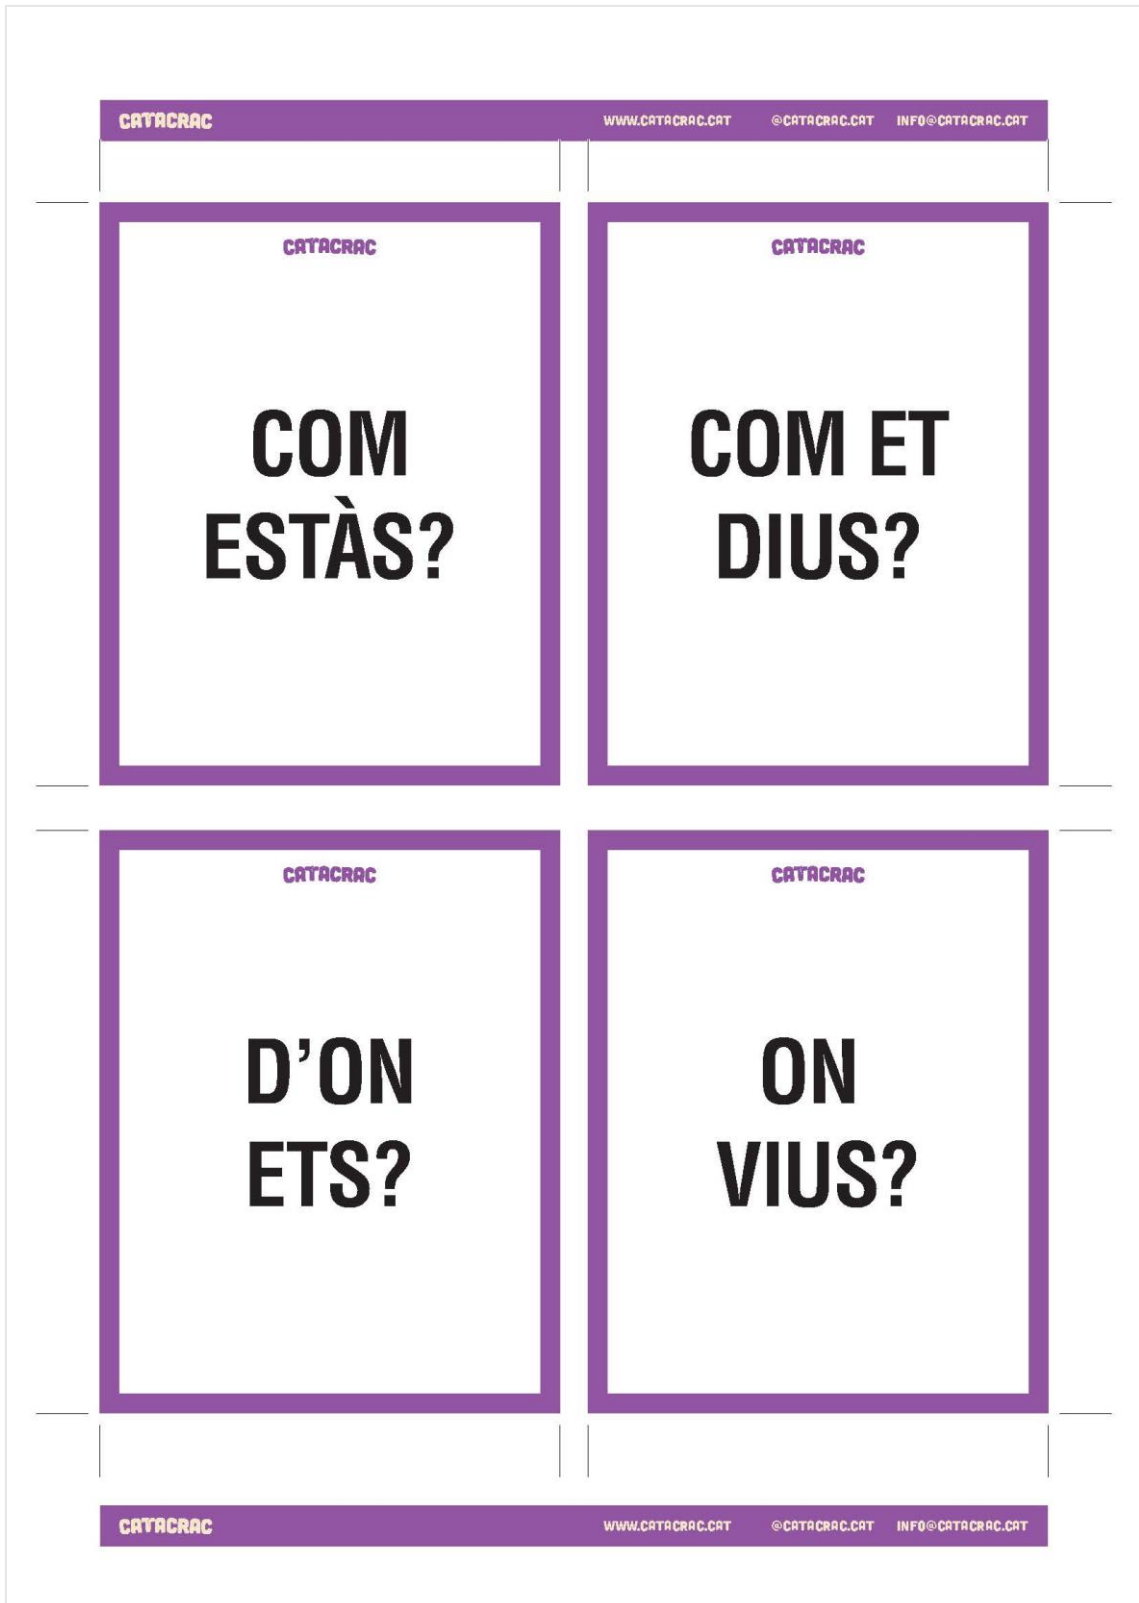 CATACRAC WWW.CATACRAC.CAT @CATACRAC.CAT INFO@CATACRAC.CAT
CATACRAC
COM
ESTÀS?
CATACRAC
COM ET
DIUS?
CATACRAC
D’ON
ETS?
CATACRAC
ON
VIUS?
CATACRAC WWW.CATACRAC.CAT @CATACRAC.CAT INFO@CATACRAC.CAT